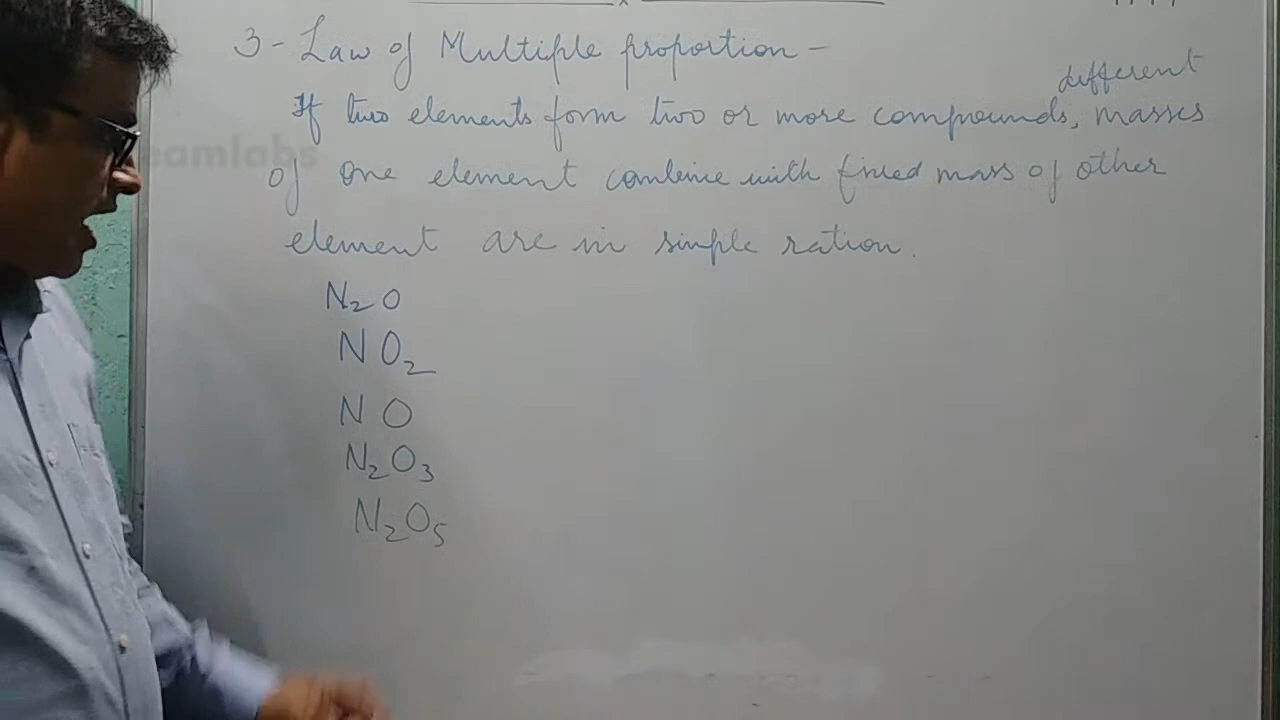 3 - Law of Multiple proportion -
different
If two elements form two or more compounds, masses
of one element combine with fixed mass of other
element are in simple ration.
N₂O
NO₂
NO
N₂O₃
N₂O₅
eamlabs